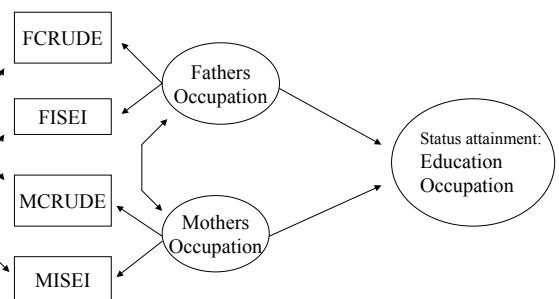 FCRUDE
FISEI
MCRUDE
MISEI
Fathers
Occupation
Mothers
Occupation
Status attainment:
Education
Occupation